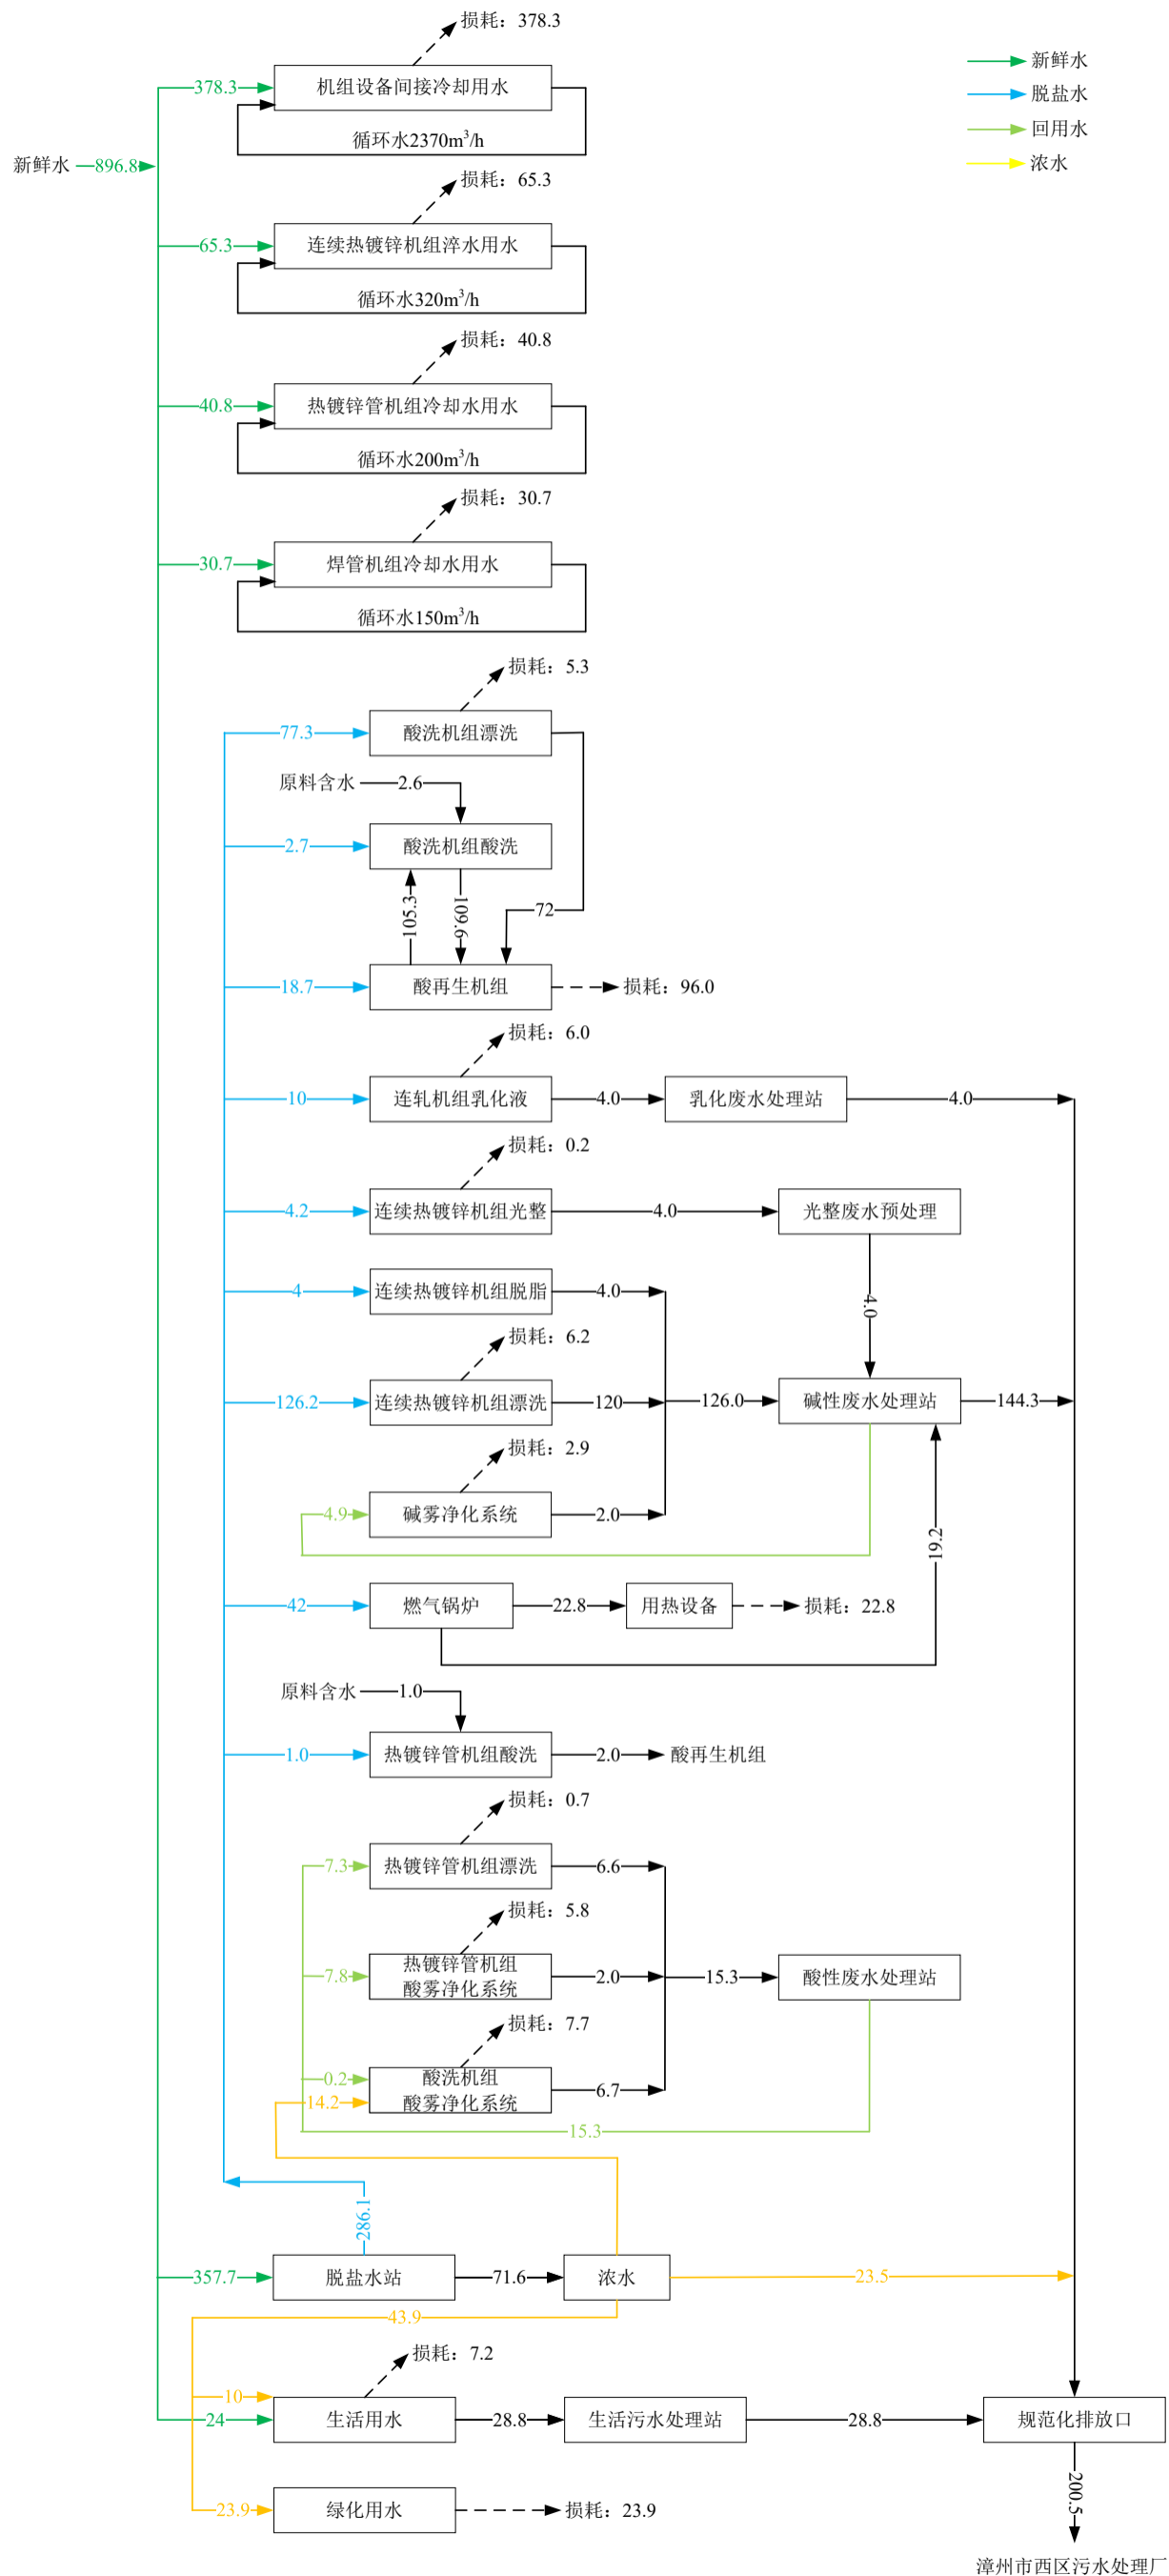 损耗：378.3
新鲜水
378.3
机组设备间接冷却用水
脱盐水
循环水2370m³/h
回用水
新鲜水
896.8
浓水
损耗：65.3
65.3
连续热镀锌机组淬水用水
循环水320m³/h
损耗：40.8
40.8
热镀锌管机组冷却水用水
循环水200m³/h
损耗：30.7
30.7
焊管机组冷却水用水
循环水150m³/h
损耗：5.3
77.3
酸洗机组漂洗
原料含水
2.6
2.7
酸洗机组酸洗
105.3
109.6
72
18.7
酸再生机组
损耗：96.0
损耗：6.0
10
连轧机组乳化液
4.0
乳化废水处理站
4.0
损耗：0.2
4.2
连续热镀锌机组光整
4.0
光整废水预处理
4
连续热镀锌机组脱脂
4.0
4.0
损耗：6.2
126.2
连续热镀锌机组漂洗
120
126.0
碱性废水处理站
144.3
损耗：2.9
4.9
碱雾净化系统
2.0
19.2
42
燃气锅炉
22.8
用热设备
损耗：22.8
原料含水
1.0
1.0
热镀锌管机组酸洗
2.0
酸再生机组
损耗：0.7
7.3
热镀锌管机组漂洗
6.6
损耗：5.8
7.8
热镀锌管机组
酸雾净化系统
2.0
15.3
酸性废水处理站
损耗：7.7
0.2
14.2
酸洗机组
酸雾净化系统
6.7
15.3
286.1
357.7
脱盐水站
71.6
浓水
23.5
43.9
损耗：7.2
10
24
生活用水
28.8
生活污水处理站
28.8
规范化排放口
200.5
23.9
绿化用水
损耗：23.9
漳州市西区污水处理厂